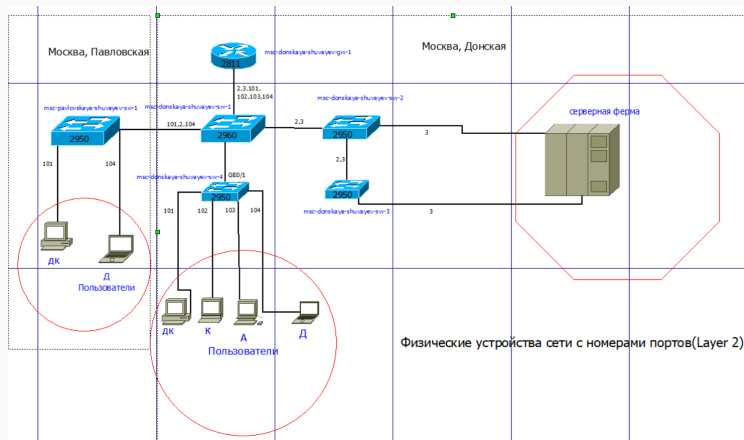 Москва, Павловская
Москва, Донская
msc-donskaya-shuvayev-gw-1
2811
2,3,101,
102,103,104
msc-pavlovskaya-shuvayev-sw-1
msc-donskaya-shuvayev-sw-1
msc-donskaya-shuvayev-sw-2
серверная ферма
2950
101,2,104
2960
2,3
2950
3
101
104
2,3
GE0/1
msc-donskaya-shuvayev-sw-4
2950
2950
msc-donskaya-shuvayev-sw-3
3
101
102
103
104
дк
Д
Пользователи
дк
К
А
Д
Пользователи
Физические устройства сети с номерами портов(Layer 2)